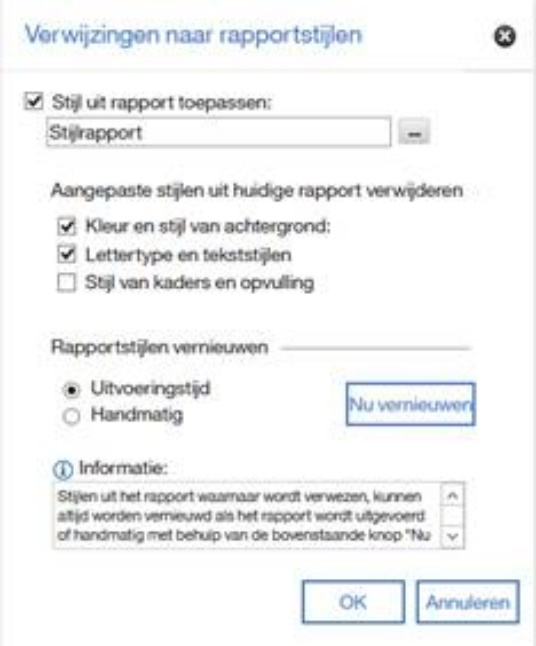 Verwijzingen naar rapportstijlen
Stijl uit rapport toepassen:
Stijlrapport
...
Aangepaste stijlen uit huidige rapport verwijderen
Kleur en stijl van achtergrond:
Lettertype en tekststijlen
Stijl van kaders en opvulling
Rapportstijlen vernieuwen
Uitvoeringstijd
Nu vernieuwen
Handmatig
Informatie:
Stijlen uit het rapport waarnaar wordt verwezen, kunnen
altijd worden vernieuwd als het rapport wordt uitgevoerd
of handmatig met behulp van de bovenstaande knop "Nu
OK
Annuleren